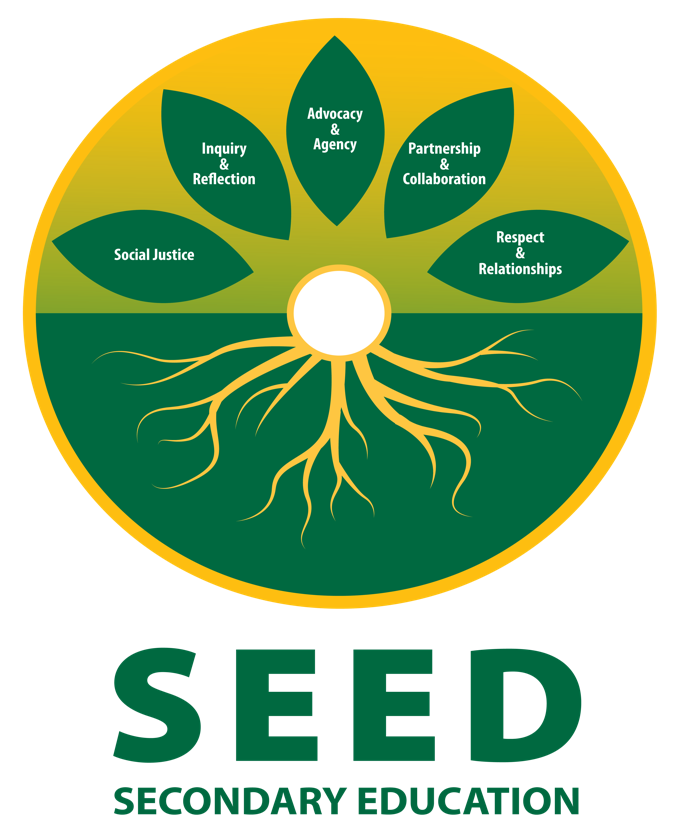 Social Justice
Inquiry
&
Reflection
Advocacy
&
Agency
Partnership
&
Collaboration
Respect
&
Relationships
SEED
SECONDARY EDUCATION